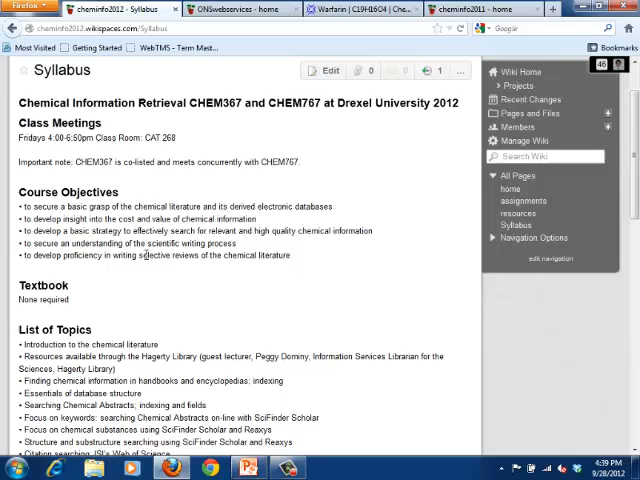 Firefox
cheminfo2012 - Syllabus
ONSwebservices - home
Warfarin | C19H16O4 | Che...
cheminfo2011 - home
cheminfo2012.wikispaces.com/Syllabus
Google
Most Visited
Getting Started
WebTMS - Term Mast...
Bookmarks
Syllabus
Edit
0
0
1
...
46
Wiki Home
Projects
Recent Changes
Pages and Files
Members
Manage Wiki
Search Wiki
All Pages
home
assignments
resources
Syllabus
Navigation Options
edit navigation
Chemical Information Retrieval CHEM367 and CHEM767 at Drexel University 2012
Class Meetings
Fridays 4:00-6:50pm Class Room: CAT 268
Important note: CHEM367 is co-listed and meets concurrently with CHEM767.
Course Objectives
• to secure a basic grasp of the chemical literature and its derived electronic databases
• to develop insight into the cost and value of chemical information
• to develop a basic strategy to effectively search for relevant and high quality chemical information
• to secure an understanding of the scientific writing process
• to develop proficiency in writing selective reviews of the chemical literature
Textbook
None required
List of Topics
• Introduction to the chemical literature
• Resources available through the Hagerty Library (guest lecturer, Peggy Dominy, Information Services Librarian for the
Sciences, Hagerty Library)
• Finding chemical information in handbooks and encyclopedias; indexing
• Essentials of database structure
• Searching Chemical Abstracts; indexing and fields
• Focus on keywords: searching Chemical Abstracts on-line with SciFinder Scholar
• Focus on chemical substances using SciFinder Scholar and Reaxys
• Structure and substructure searching using SciFinder Scholar and Reaxys
• Citation searching: ISI's Web of Science
4:39 PM
9/28/2012